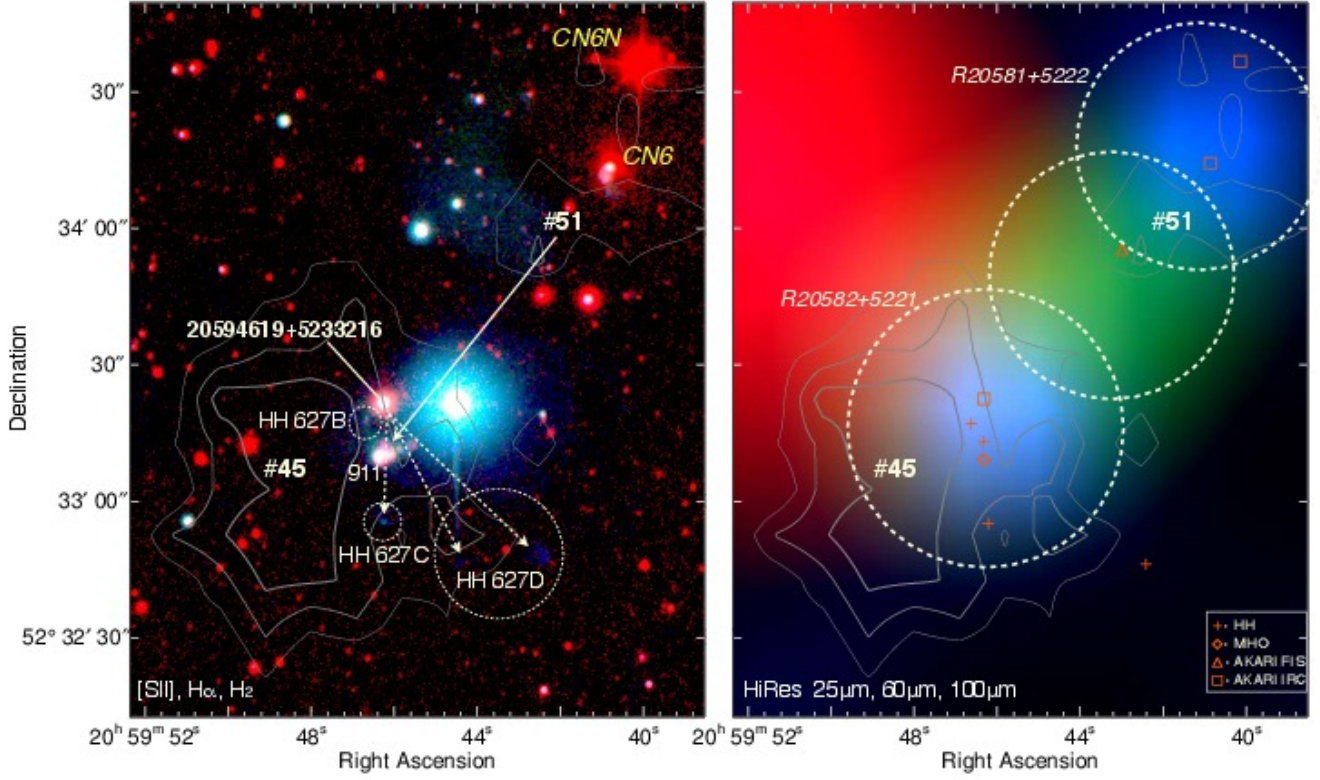 CN6N
CN6
#51
20594619+5233216
HH 627B
#45
911
HH 627C
HH 627D
[SII], Hα, H₂
Declination
30″
34′ 00″
30″
33′ 00″
52° 32′ 30″
20ʰ 59ᵐ 52ˢ
48ˢ
44ˢ
40ˢ
Right Ascension
R20581+5222
#51
R20582+5221
#45
HH
MHO
AKARI FIS
AKARI IRC
HiRes 25μm, 60μm, 100μm
20ʰ 59ᵐ 52ˢ
48ˢ
44ˢ
40ˢ
Right Ascension